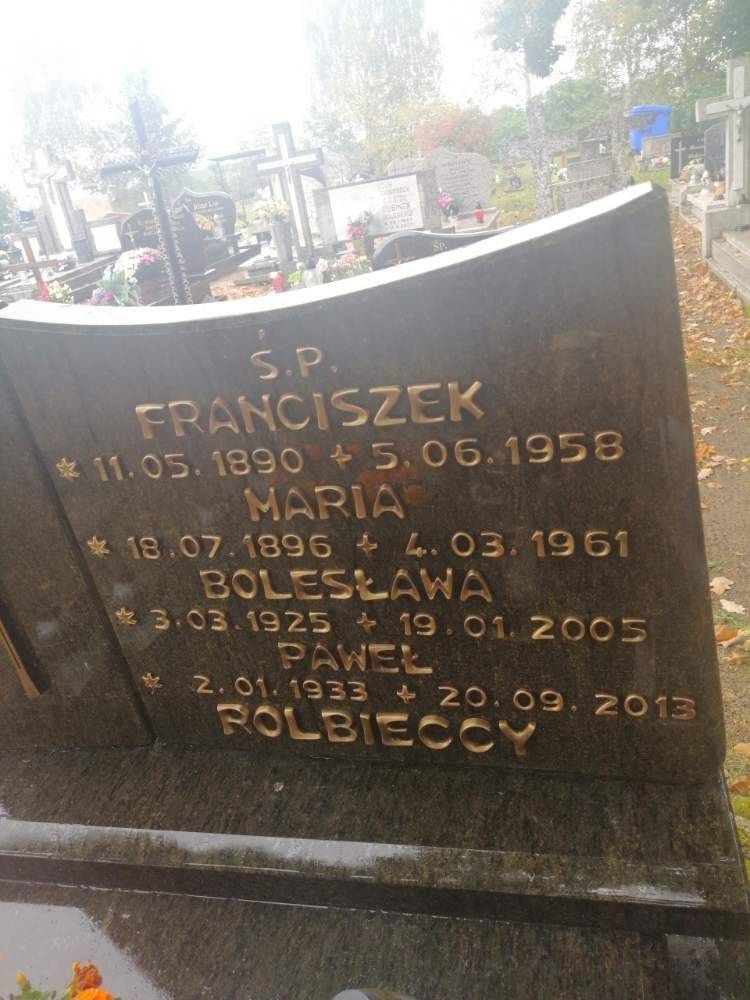 Ś.P.
FRANCISZEK
* 11.05.1890 + 5.06.1958
MARIA
* 18.07.1896 + 4.03.1961
BOLESŁAWA
* 3.03.1925 + 19.01.2005
PAWEŁ
* 2.01.1933 + 20.09.2013
ROLBIECCY